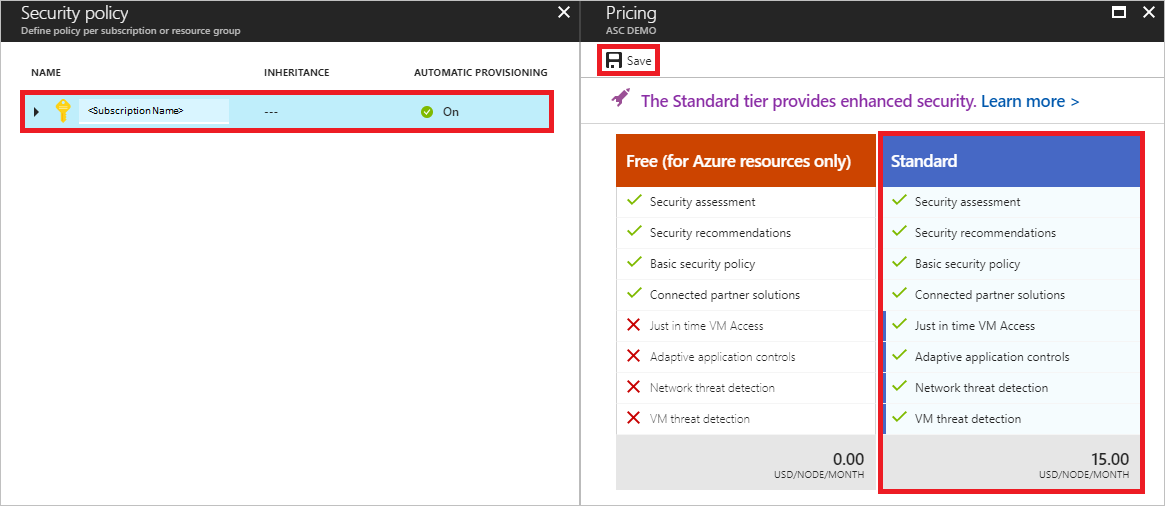 Security policy
Define policy per subscription or resource group
NAME INHERITANCE AUTOMATIC PROVISIONING
<Subscription Name> --- On
Pricing
ASC DEMO
Save
The Standard tier provides enhanced security. Learn more >
Free (for Azure resources only)
Security assessment
Security recommendations
Basic security policy
Connected partner solutions
Just in time VM Access
Adaptive application controls
Network threat detection
VM threat detection
0.00
USD/NODE/MONTH
Standard
Security assessment
Security recommendations
Basic security policy
Connected partner solutions
Just in time VM Access
Adaptive application controls
Network threat detection
VM threat detection
15.00
USD/NODE/MONTH